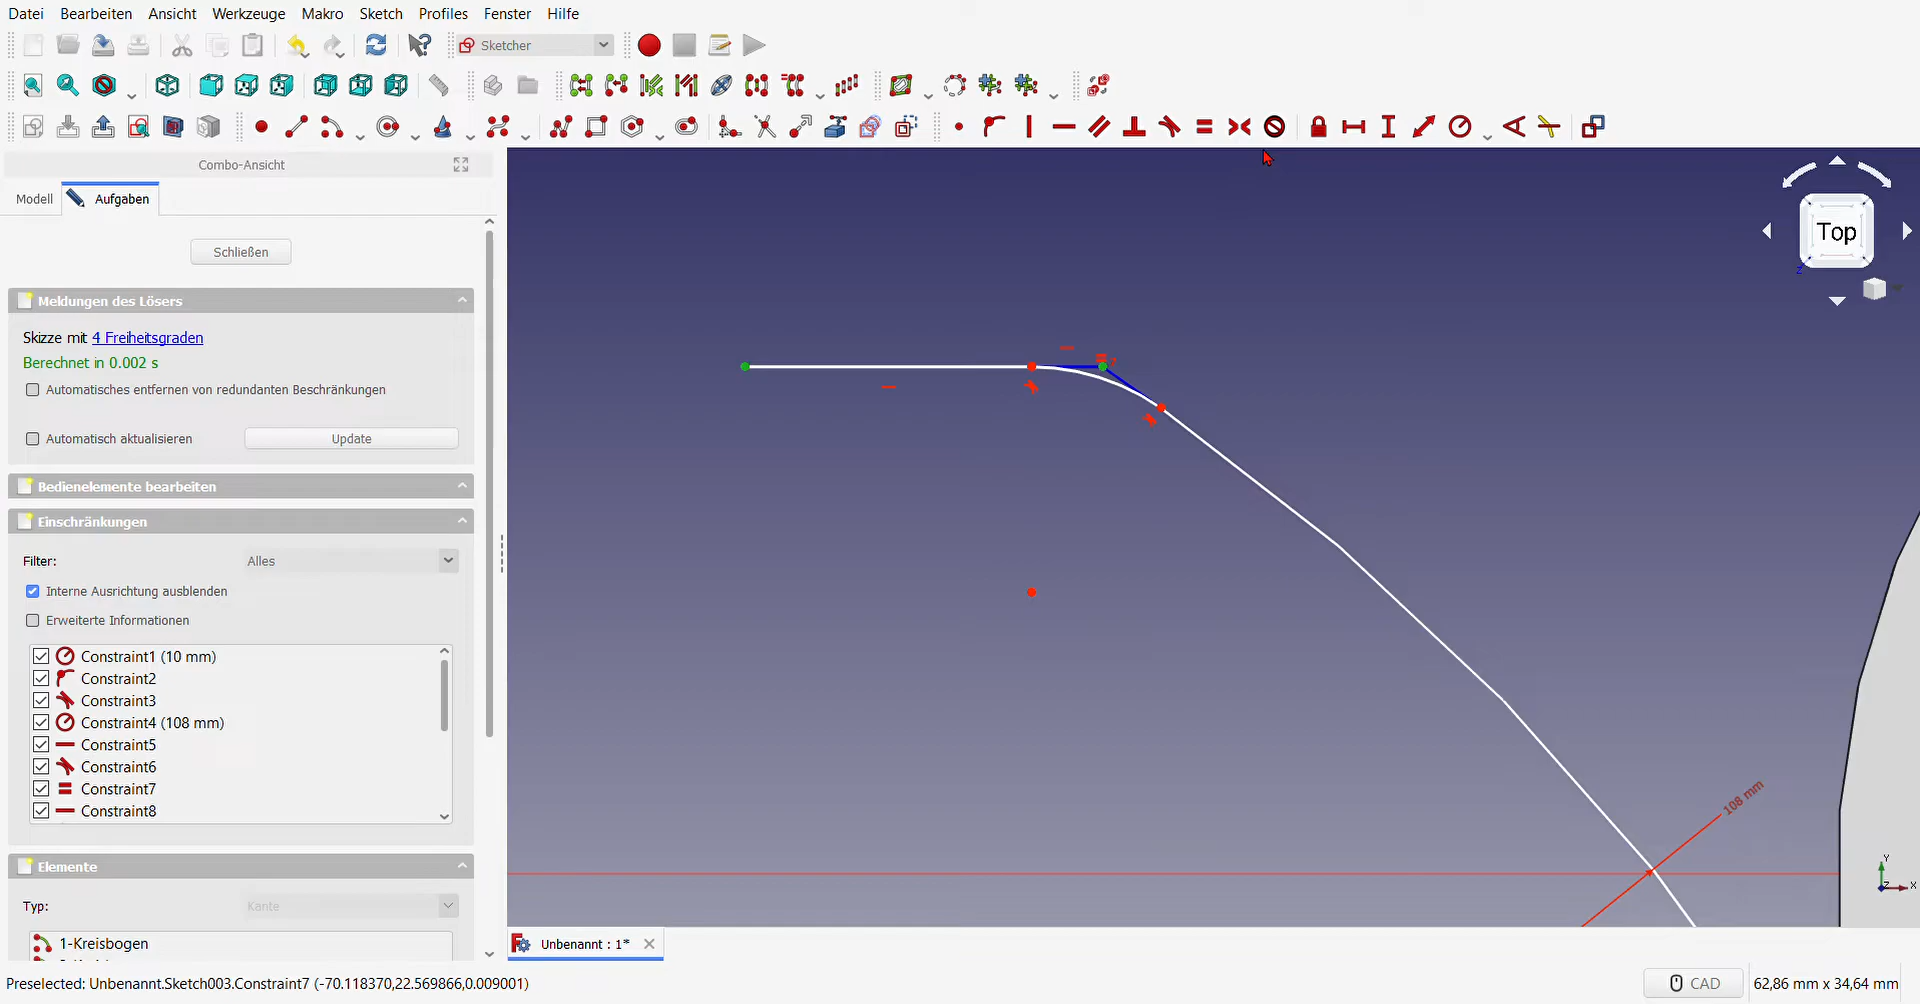 Datei Bearbeiten Ansicht Werkzeuge Makro Sketch Profiles Fenster Hilfe
Sketcher
Combo-Ansicht
Modell Aufgaben
Schließen
Meldungen des Lösers
Skizze mit 4 Freiheitsgraden
Berechnet in 0.002 s
Automatisches entfernen von redundanten Beschränkungen
Automatisch aktualisieren Update
Bedienelemente bearbeiten
Einschränkungen
Filter: Alles
Interne Ausrichtung ausblenden
Erweiterte Informationen
Constraint1 (10 mm)
Constraint2
Constraint3
Constraint4 (108 mm)
Constraint5
Constraint6
Constraint7
Constraint8
Elemente
Typ: Kante
1-Kreisbogen
Top
Z
7
108 mm
Y
Z
X
Unbenannt : 1*
Preselected: Unbenannt.Sketch003.Constraint7 (-70.118370,22.569866,0.009001)
CAD 62,86 mm x 34,64 mm